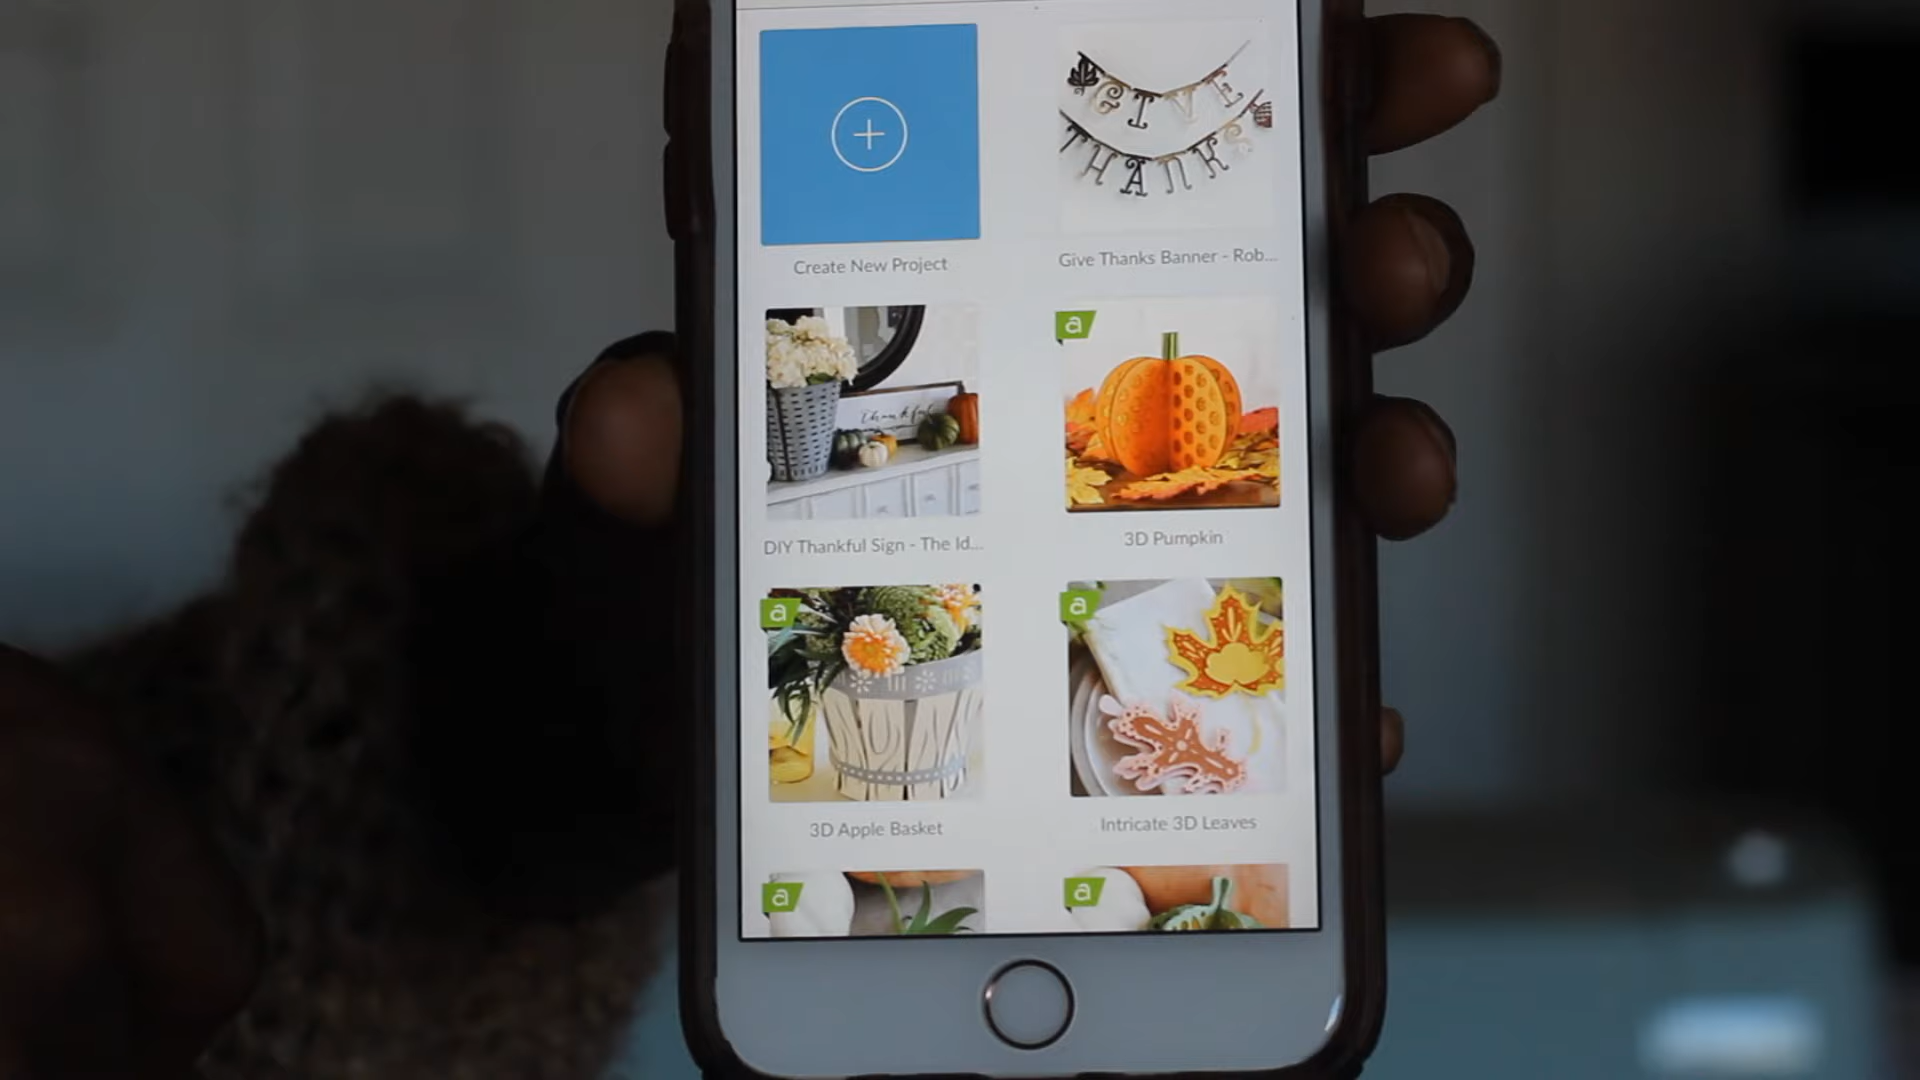 GIVE
THANKS
Create New Project
Give Thanks Banner - Rob...
thankful
a
DIY Thankful Sign - The Id...
3D Pumpkin
a
a
3D Apple Basket
Intricate 3D Leaves
a
a